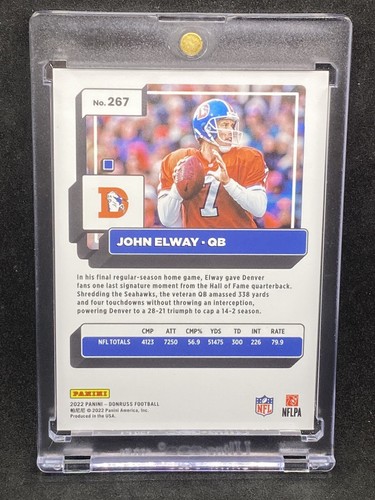 No. 267
D
7
JOHN ELWAY · QB
In his final regular-season home game, Elway gave Denver
fans one last signature moment from the Hall of Fame quarterback.
Shredding the Seahawks, the veteran QB amassed 338 yards
and four touchdowns without throwing an interception,
powering Denver to a 28-21 triumph to cap a 14-2 season.
CMP ATT CMP% YDS TD INT RATE
NFL TOTALS 4123 7250 56.9 51475 300 226 79.9
PANINI
2022 PANINI – DONRUSS FOOTBALL
帕尼尼 © 2022 Panini America, Inc.
Produced in the USA.
NFL
NFLPA